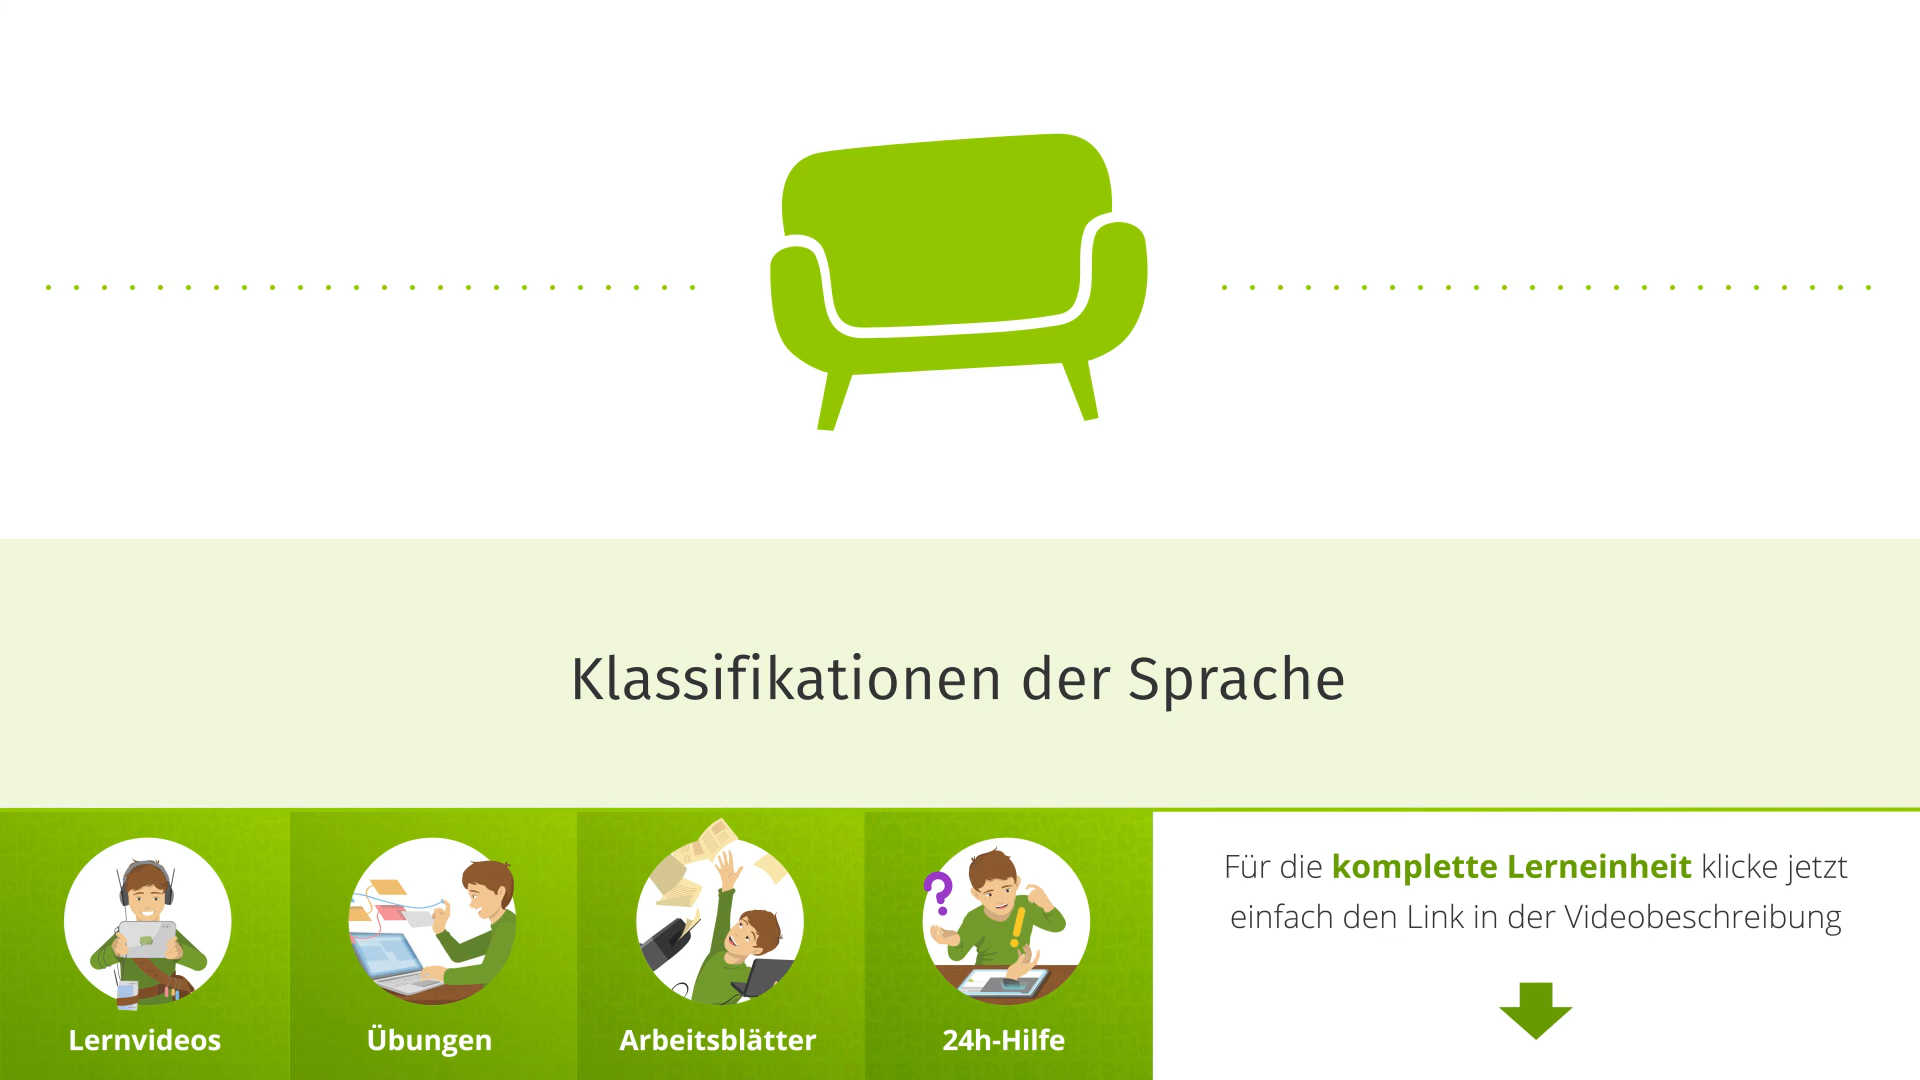 Klassifikationen der Sprache
Lernvideos
Übungen
Arbeitsblätter
24h-Hilfe
Für die komplette Lerneinheit klicke jetzt
einfach den Link in der Videobeschreibung